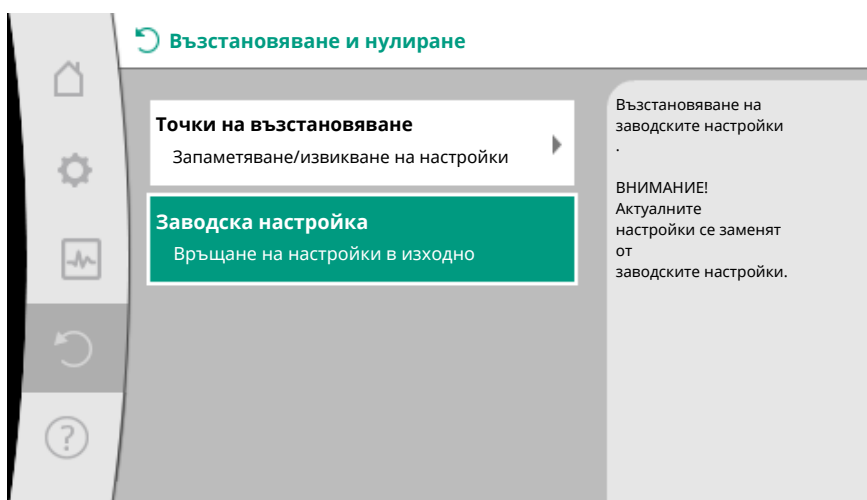 Възстановяване и нулиране
Точки на възстановяване
Запаметяване/извикване на настройки
Заводска настройка
Връщане на настройки в изходно
Възстановяване на
заводските настройки
.
ВНИМАНИЕ!
Актуалните
настройки се заменят
от
заводските настройки.
?